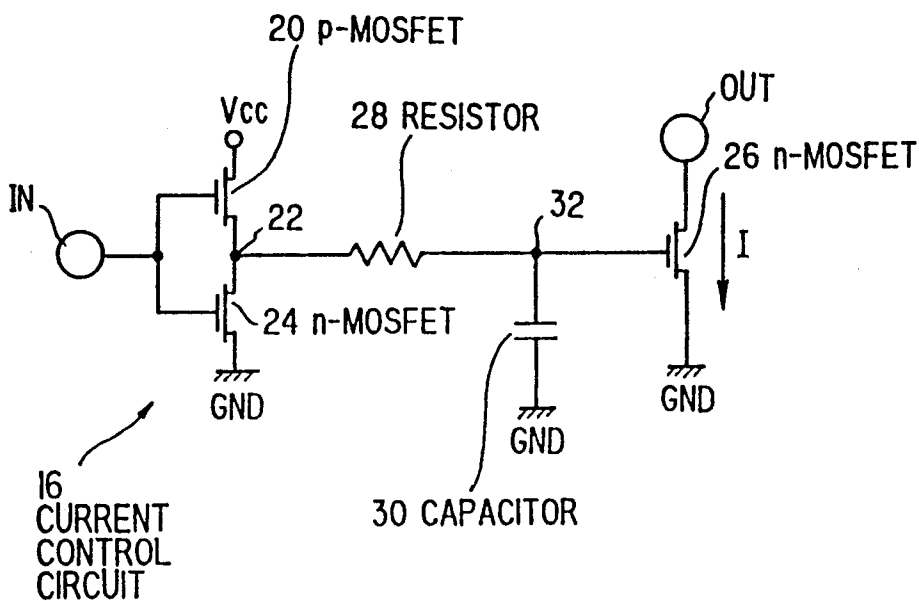 20 p-MOSFET
Vcc
28 RESISTOR
OUT
26 n-MOSFET
IN
22
32
I
24 n-MOSFET
GND
GND
GND
30 CAPACITOR
16
CURRENT
CONTROL
CIRCUIT